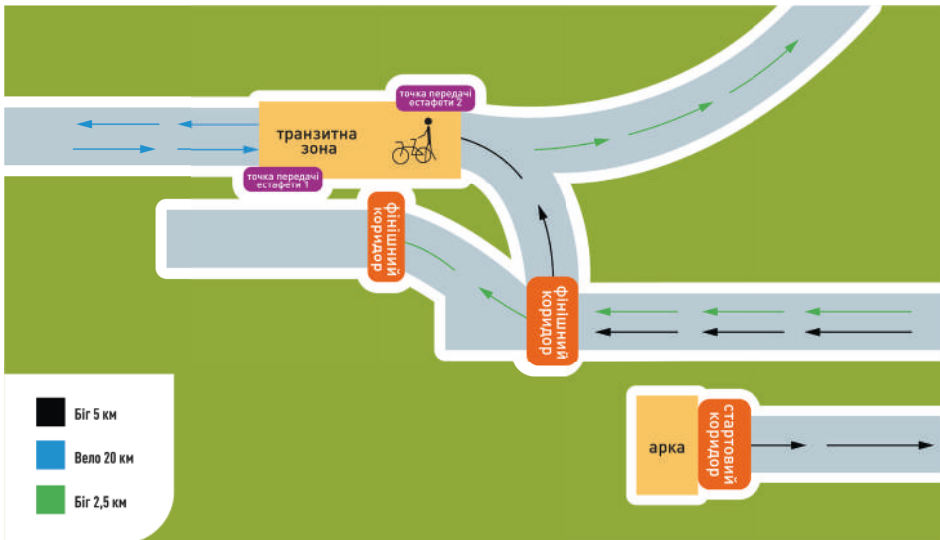 точка передачі
естафети 2
транзитна
зона
точка передачі
естафети 1
фінішний
коридор
фінішний
коридор
арка
стартовий
коридор
Біг 5 км
Вело 20 км
Біг 2,5 км